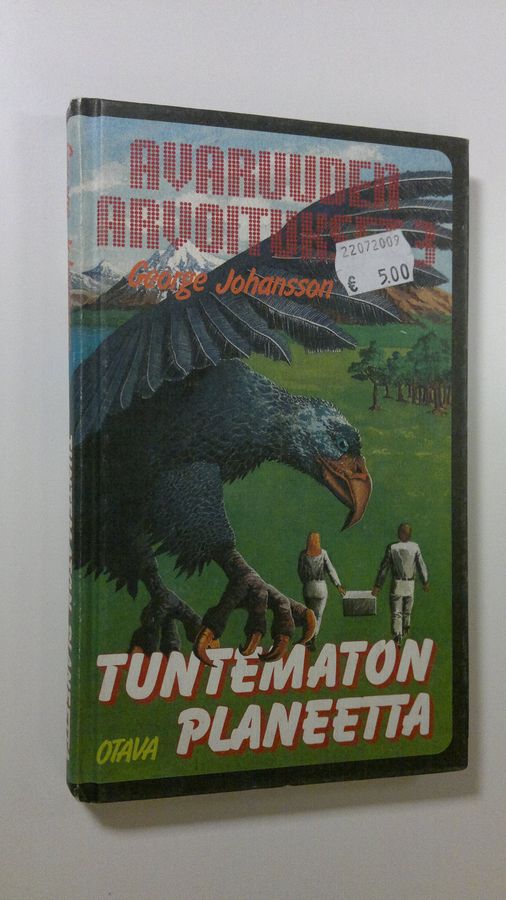 AVARUUDEN
ARVOITUKSET 3
George Johansson
22072009
€ 5.00
TUNTEMATON
PLANEETTA
OTAVA